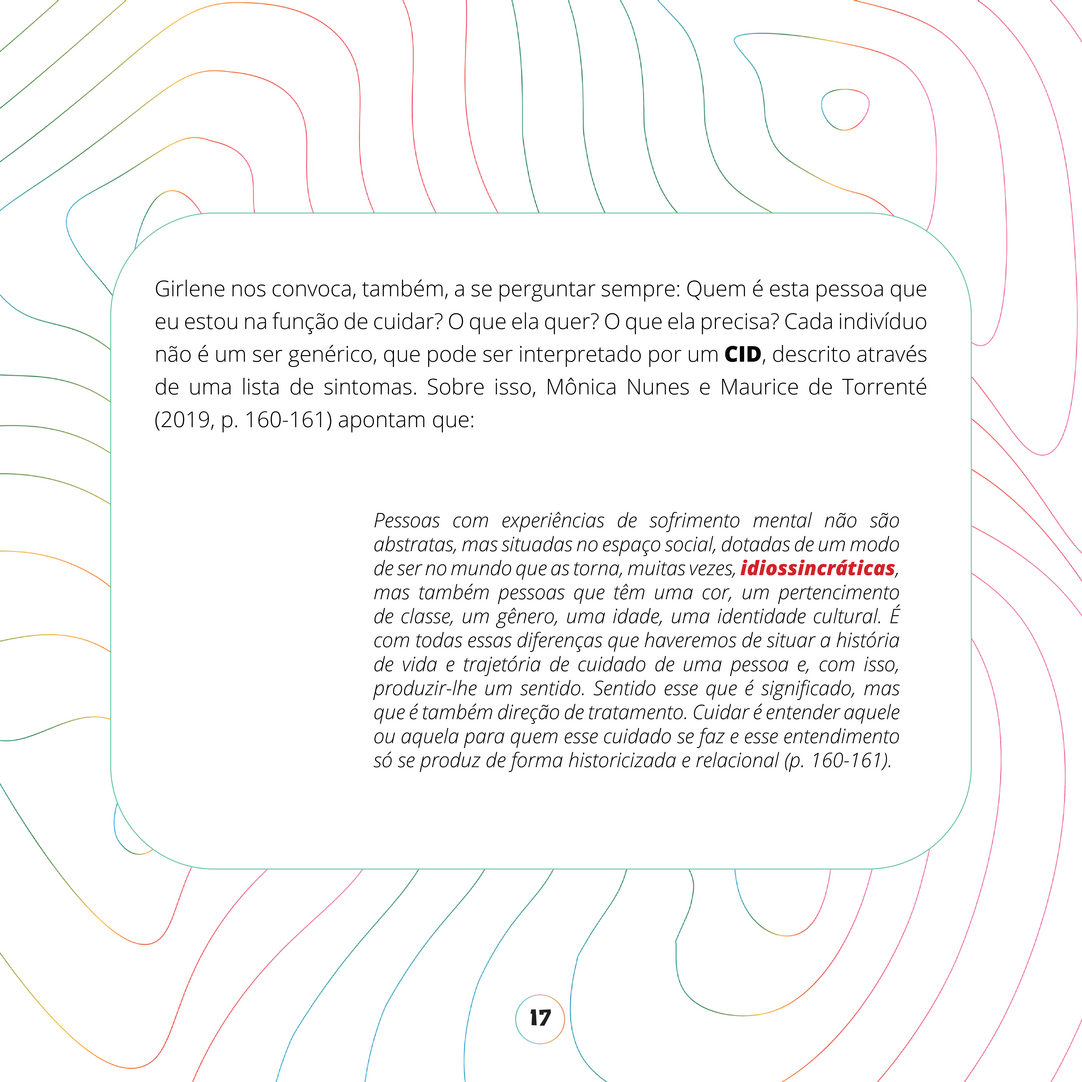 Girlene nos convoca, também, a se perguntar sempre: Quem é esta pessoa que
eu estou na função de cuidar? O que ela quer? O que ela precisa? Cada indivíduo
não é um ser genérico, que pode ser interpretado por um CID, descrito através
de uma lista de sintomas. Sobre isso, Mônica Nunes e Maurice de Torrenté
(2019, p. 160-161) apontam que:
Pessoas com experiências de sofrimento mental não são
abstratas, mas situadas no espaço social, dotadas de um modo
de ser no mundo que as torna, muitas vezes, idiossincráticas,
mas também pessoas que têm uma cor, um pertencimento
de classe, um gênero, uma idade, uma identidade cultural. É
com todas essas diferenças que haveremos de situar a história
de vida e trajetória de cuidado de uma pessoa e, com isso,
produzir-lhe um sentido. Sentido esse que é significado, mas
que é também direção de tratamento. Cuidar é entender aquele
ou aquela para quem esse cuidado se faz e esse entendimento
só se produz de forma historicizada e relacional (p. 160-161).
17